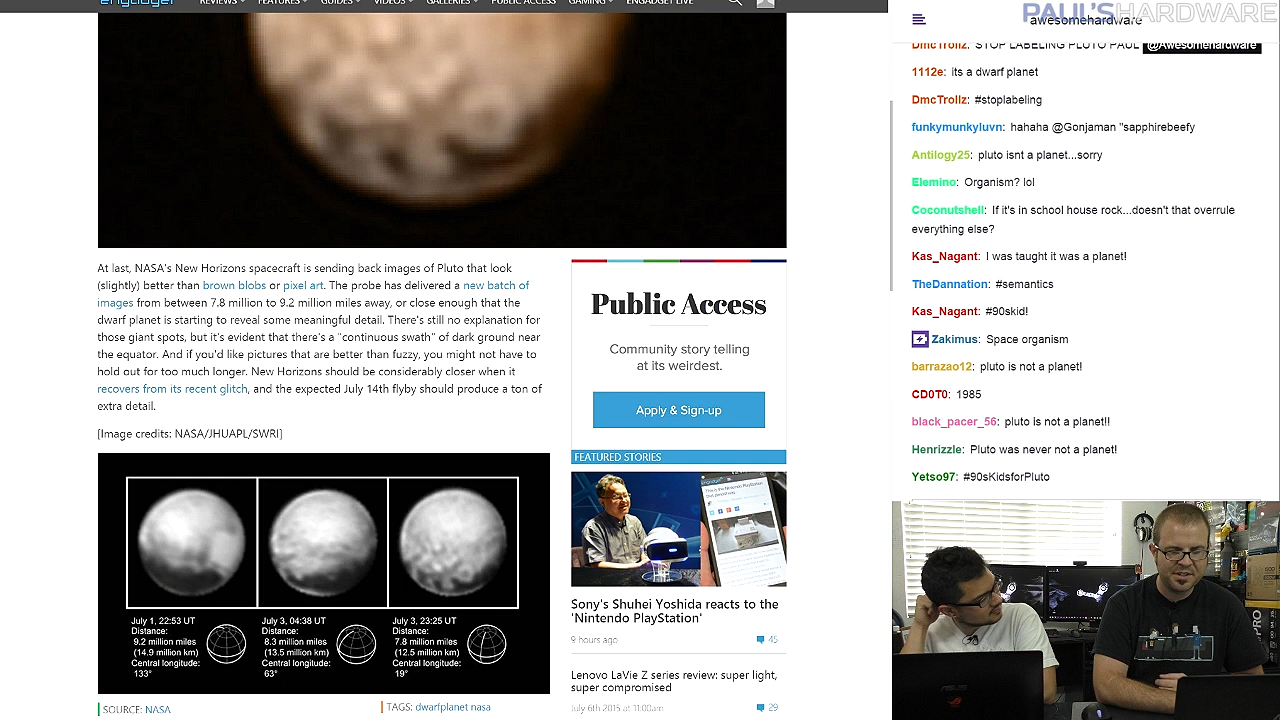 engadget
REVIEWS FEATURES GUIDES VIDEOS GALLERIES PUBLIC ACCESS GAMING ENGADGET LIVE
At last, NASA's New Horizons spacecraft is sending back images of Pluto that look
(slightly) better than brown blobs or pixel art. The probe has delivered a new batch of
images from between 7.8 million to 9.2 million miles away, or close enough that the
dwarf planet is starting to reveal some meaningful detail. There's still no explanation for
those giant spots, but it's evident that there's a "continuous swath" of dark ground near
the equator. And if you'd like pictures that are better than fuzzy, you might not have to
hold out for too much longer. New Horizons should be considerably closer when it
recovers from its recent glitch, and the expected July 14th flyby should produce a ton of
extra detail.
[Image credits: NASA/JHUAPL/SWRI]
July 1, 22:53 UT
Distance:
9.2 million miles
(14.9 million km)
Central longitude:
133°
July 3, 04:38 UT
Distance:
8.3 million miles
(13.5 million km)
Central longitude:
63°
July 3, 23:25 UT
Distance:
7.8 million miles
(12.5 million km)
Central longitude:
19°
SOURCE: NASA
TAGS: dwarfplanet nasa
Public Access
Community story telling
at its weirdest.
Apply & Sign-up
FEATURED STORIES
Sony's Shuhei Yoshida reacts to the
'Nintendo PlayStation'
9 hours ago
45
Lenovo LaVie Z series review: super light,
super compromised
July 6th 2015 at 11:00am
29
PAUL'S HARDWARE
awesomehardware
DmcTrollz: STOP LABELING PLUTO PAUL @Awesomehardware
1112e: its a dwarf planet
DmcTrollz: #stoplabeling
funkymunkyluvn: hahaha @Gonjaman "sapphirebeefy
Antilogy25: pluto isnt a planet...sorry
Elemino: Organism? lol
Coconutshell: If it's in school house rock...doesn't that overrule
everything else?
Kas_Nagant: I was taught it was a planet!
TheDannation: #semantics
Kas_Nagant: #90skid!
Zakimus: Space organism
barrazao12: pluto is not a planet!
CD0T0: 1985
black_pacer_56: pluto is not a planet!!
Henrizzle: Pluto was never not a planet!
Yetso97: #90sKidsforPluto
ASUS